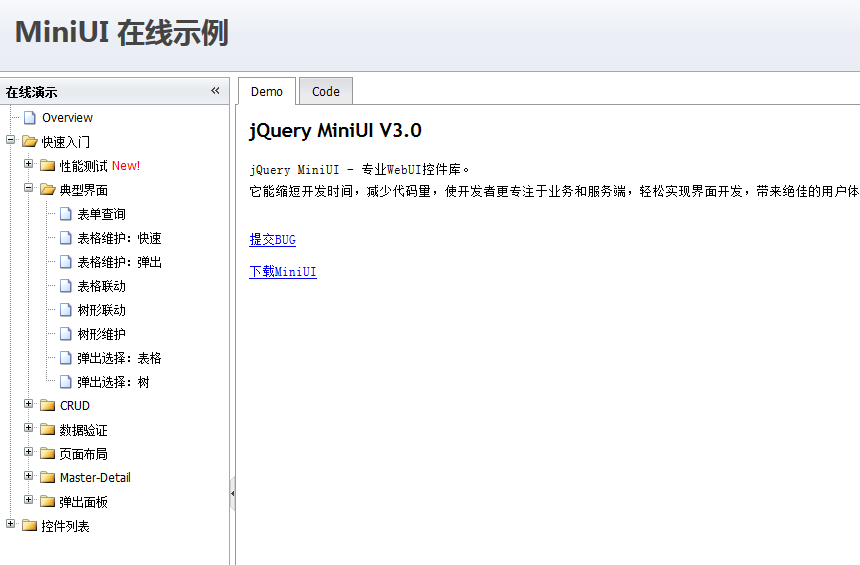 MiniUI 在线示例
在线演示
Overview
快速入门
性能测试 New!
典型界面
表单查询
表格维护：快速
表格维护：弹出
表格联动
树形联动
树形维护
弹出选择：表格
弹出选择：树
CRUD
数据验证
页面布局
Master-Detail
弹出面板
控件列表
Demo Code
jQuery MiniUI V3.0
jQuery MiniUI - 专业WebUI控件库。
它能缩短开发时间，减少代码量，使开发者更专注于业务和服务端，轻松实现界面开发，带来绝佳的用户体
提交BUG
下载MiniUI